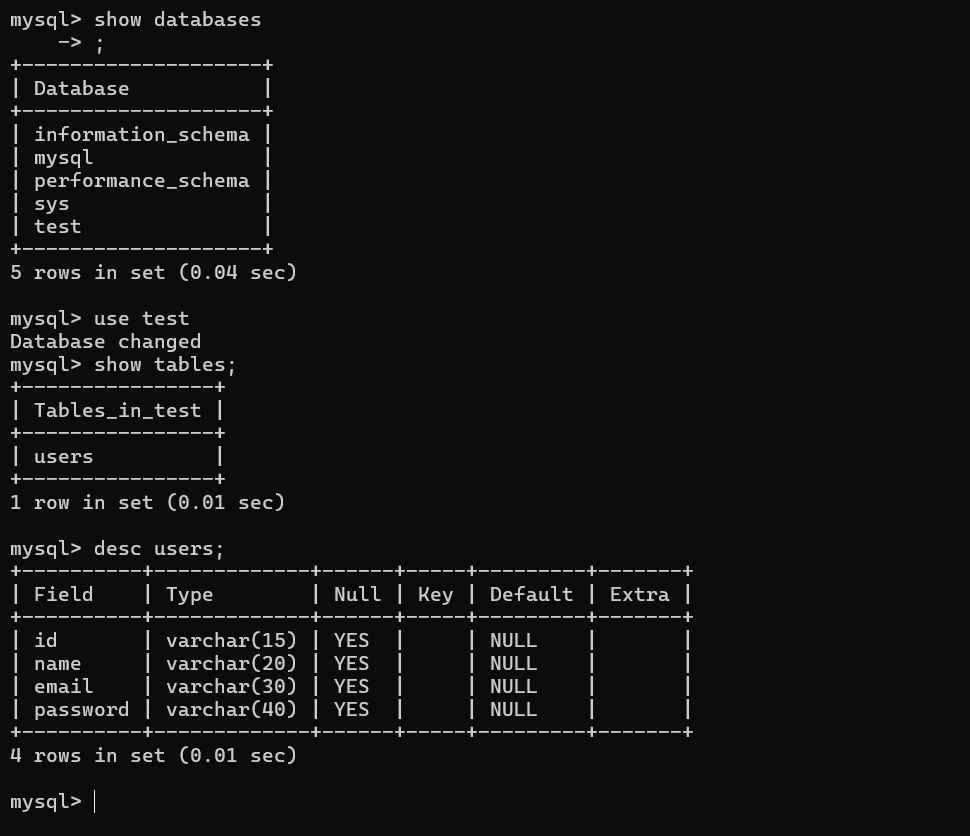 mysql> show databases
    -> ;
+--------------------+
| Database           |
+--------------------+
| information_schema |
| mysql              |
| performance_schema |
| sys                |
| test               |
+--------------------+
5 rows in set (0.04 sec)

mysql> use test
Database changed
mysql> show tables;
+----------------+
| Tables_in_test |
+----------------+
| users          |
+----------------+
1 row in set (0.01 sec)

mysql> desc users;
+----------+-------------+------+-----+---------+-------+
| Field    | Type        | Null | Key | Default | Extra |
+----------+-------------+------+-----+---------+-------+
| id       | varchar(15) | YES  |     | NULL    |       |
| name     | varchar(20) | YES  |     | NULL    |       |
| email    | varchar(30) | YES  |     | NULL    |       |
| password | varchar(40) | YES  |     | NULL    |       |
+----------+-------------+------+-----+---------+-------+
4 rows in set (0.01 sec)

mysql>